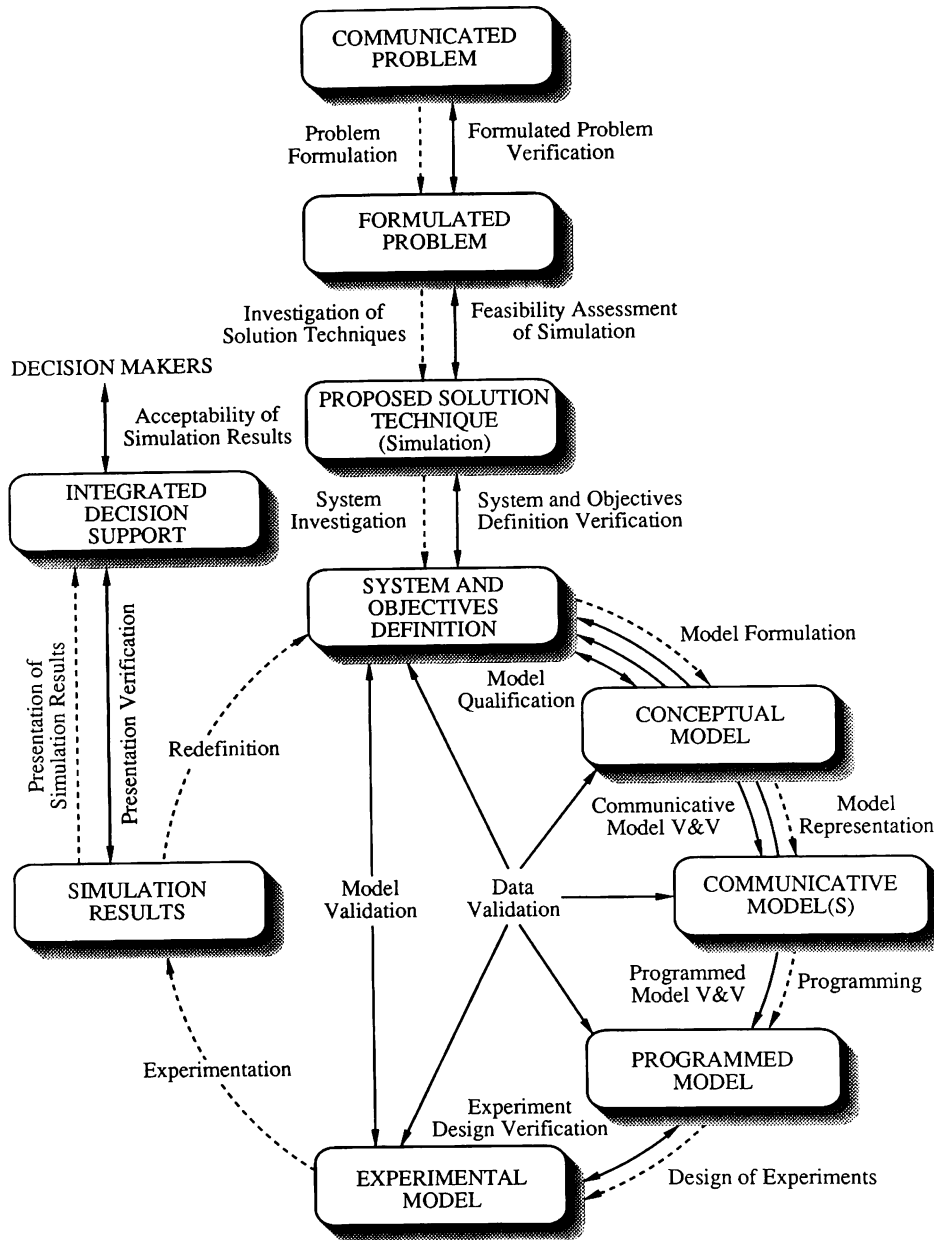 COMMUNICATED
PROBLEM
Problem
Formulation
Formulated Problem
Verification
FORMULATED
PROBLEM
Investigation of
Solution Techniques
Feasibility Assessment
of Simulation
DECISION MAKERS
Acceptability of
Simulation Results
PROPOSED SOLUTION
TECHNIQUE
(Simulation)
INTEGRATED
DECISION
SUPPORT
System
Investigation
System and Objectives
Definition Verification
SYSTEM AND
OBJECTIVES
DEFINITION
Model Formulation
Model
Qualification
Presentation of
Simulation Results
Presentation Verification
Redefinition
CONCEPTUAL
MODEL
Communicative
Model V&V
Model
Representation
SIMULATION
RESULTS
Model
Validation
Data
Validation
COMMUNICATIVE
MODEL(S)
Programmed
Model V&V
Programming
Experimentation
PROGRAMMED
MODEL
Experiment
Design Verification
EXPERIMENTAL
MODEL
Design of Experiments